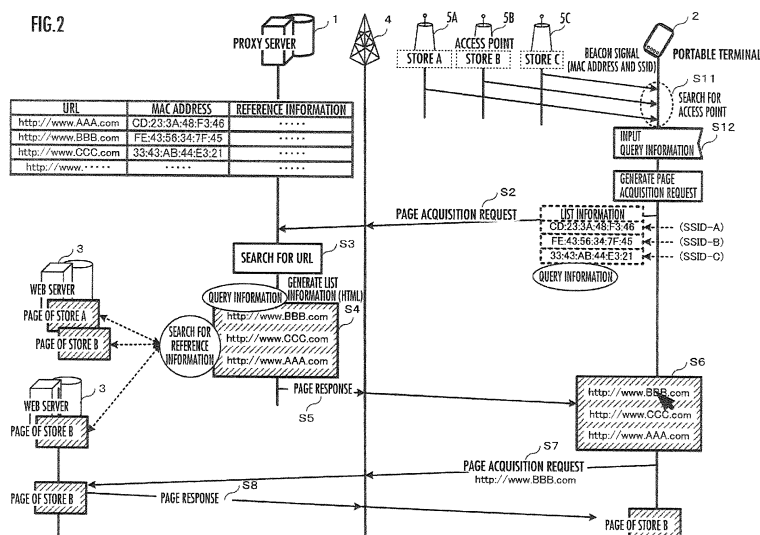 FIG.2
1
4
5A
5B
5C
2
PROXY SERVER
ACCESS POINT
STORE A
STORE B
STORE C
BEACON SIGNAL
(MAC ADDRESS AND SSID)
PORTABLE TERMINAL
S11
SEARCH FOR
ACCESS POINT
URL MAC ADDRESS REFERENCE INFORMATION
http://www.AAA.com CD:23:3A:48:F3:46 ·····
http://www.BBB.com FE:43:56:34:7F:45 ·····
http://www.CCC.com 33:43:AB:44:E3:21 ·····
http://www.·····
S12
INPUT
QUERY INFORMATION
GENERATE PAGE
ACQUISITION REQUEST
S2
PAGE ACQUISITION REQUEST
LIST INFORMATION
CD:23:3A:48:F3:46 (SSID-A)
FE:43:56:34:7F:45 (SSID-B)
33:43:AB:44:E3:21 (SSID-C)
QUERY INFORMATION
S3
SEARCH FOR URL
GENERATE LIST
INFORMATION (HTML)
QUERY INFORMATION
S4
http://www.BBB.com
http://www.CCC.com
http://www.AAA.com
SEARCH FOR
REFERENCE
INFORMATION
3
WEB SERVER
PAGE OF STORE A
PAGE OF STORE B
3
WEB SERVER
PAGE OF STORE B
PAGE RESPONSE
S5
S6
http://www.BBB.com
http://www.CCC.com
http://www.AAA.com
S7
PAGE ACQUISITION REQUEST
http://www.BBB.com
PAGE OF STORE B
PAGE RESPONSE
S8
PAGE OF STORE B